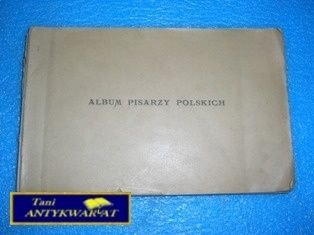 ALBUM PISARZY POLSKICH
Tani
ANTYKWARIAT